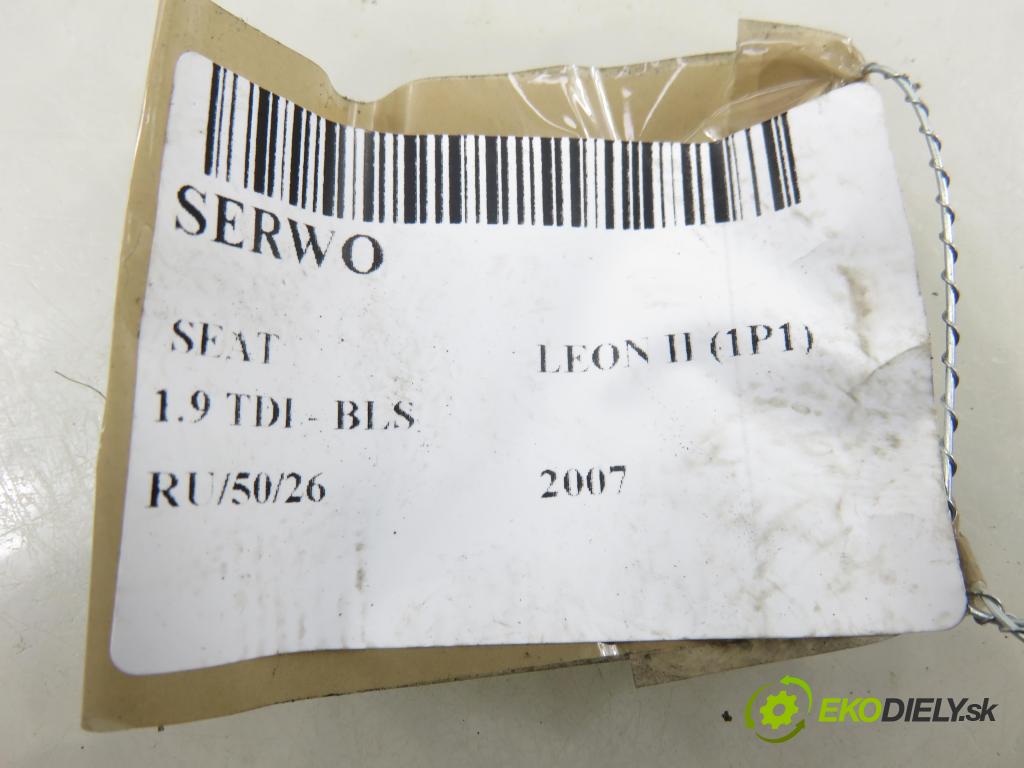 SERWO
SEAT LEON II (1P1)
1.9 TDI - BLS
RU/50/26 2007
EKODIELY.sk